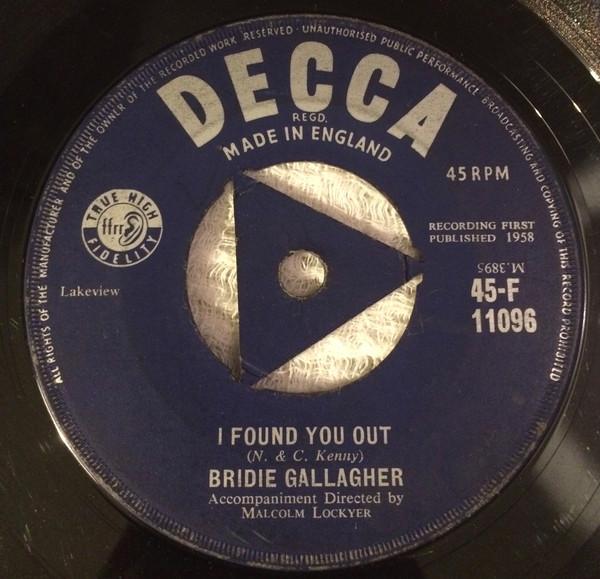 ALL RIGHTS OF THE MANUFACTURER AND OF THE OWNER OF THE RECORDED WORK RESERVED · UNAUTHORISED PUBLIC PERFORMANCE BROADCASTING AND COPYING OF THIS RECORD PROHIBITED
DECCA
REGD.
MADE IN ENGLAND
45 RPM
TRUE HIGH
ffrr
FIDELITY
RECORDING FIRST
PUBLISHED 1958
Lakeview
M.3895
45-F
11096
I FOUND YOU OUT
(N. & C. Kenny)
BRIDIE GALLAGHER
Accompaniment Directed by
MALCOLM LOCKYER